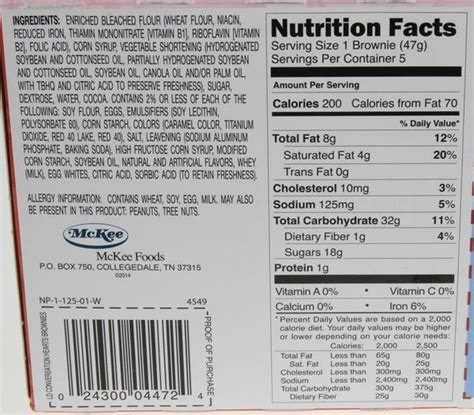 INGREDIENTS: ENRICHED BLEACHED FLOUR (WHEAT FLOUR, NIACIN,
REDUCED IRON, THIAMIN MONONITRATE [VITAMIN B1], RIBOFLAVIN [VITAMIN
B2], FOLIC ACID), CORN SYRUP, VEGETABLE SHORTENING (HYDROGENATED
SOYBEAN AND COTTONSEED OIL, PARTIALLY HYDROGENATED SOYBEAN
AND COTTONSEED OIL, SOYBEAN OIL, CANOLA OIL AND/OR PALM OIL,
WITH TBHQ AND CITRIC ACID TO PRESERVE FRESHNESS), SUGAR,
DEXTROSE, WATER, COCOA. CONTAINS 2% OR LESS OF EACH OF THE
FOLLOWING: SOY FLOUR, EGGS, EMULSIFIERS (SOY LECITHIN,
POLYSORBATE 60), CORN STARCH, COLORS (CARAMEL COLOR, TITANIUM
DIOXIDE, RED 40 LAKE, RED 40), SALT, LEAVENING (SODIUM ALUMINUM
PHOSPHATE, BAKING SODA), HIGH FRUCTOSE CORN SYRUP, MODIFIED
CORN STARCH, SOYBEAN OIL, NATURAL AND ARTIFICIAL FLAVORS, WHEY
(MILK), EGG WHITES, CITRIC ACID, SORBIC ACID (TO RETAIN FRESHNESS).
ALLERGY INFORMATION: CONTAINS WHEAT, SOY, EGG, MILK. MAY ALSO
BE PRESENT IN THIS PRODUCT: PEANUTS, TREE NUTS.
McKee
McKee Foods
P.O. BOX 750, COLLEGEDALE, TN 37315
©2014
NP-1-125-01-W 4549
LD CONVERSATION HEARTS BROWNIES
PROOF OF PURCHASE
0 24300 04472 4
Nutrition Facts
Serving Size 1 Brownie (47g)
Servings Per Container 5
Amount Per Serving
Calories 200 Calories from Fat 70
% Daily Value*
Total Fat 8g 12%
Saturated Fat 4g 20%
Trans Fat 0g
Cholesterol 10mg 3%
Sodium 125mg 5%
Total Carbohydrate 32g 11%
Dietary Fiber 1g 4%
Sugars 18g
Protein 1g
Vitamin A 0% • Vitamin C 0%
Calcium 0% • Iron 6%
*Percent Daily Values are based on a 2,000
calorie diet. Your daily values may be higher
or lower depending on your calorie needs:
Calories: 2,000 2,500
Total Fat Less than 65g 80g
Sat. Fat Less than 20g 25g
Cholesterol Less than 300mg 300mg
Sodium Less than 2,400mg 2,400mg
Total Carbohydrate 300g 375g
Dietary Fiber 25g 30g